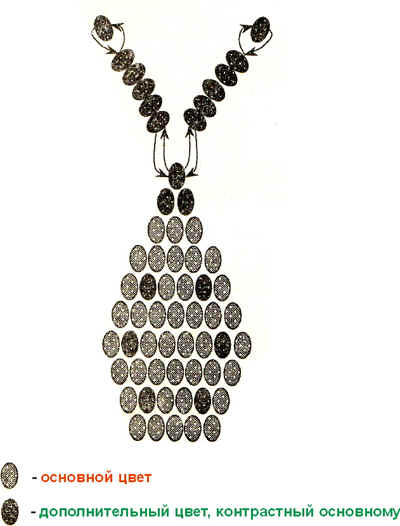 - основной цвет
- дополнительный цвет, контрастный основному